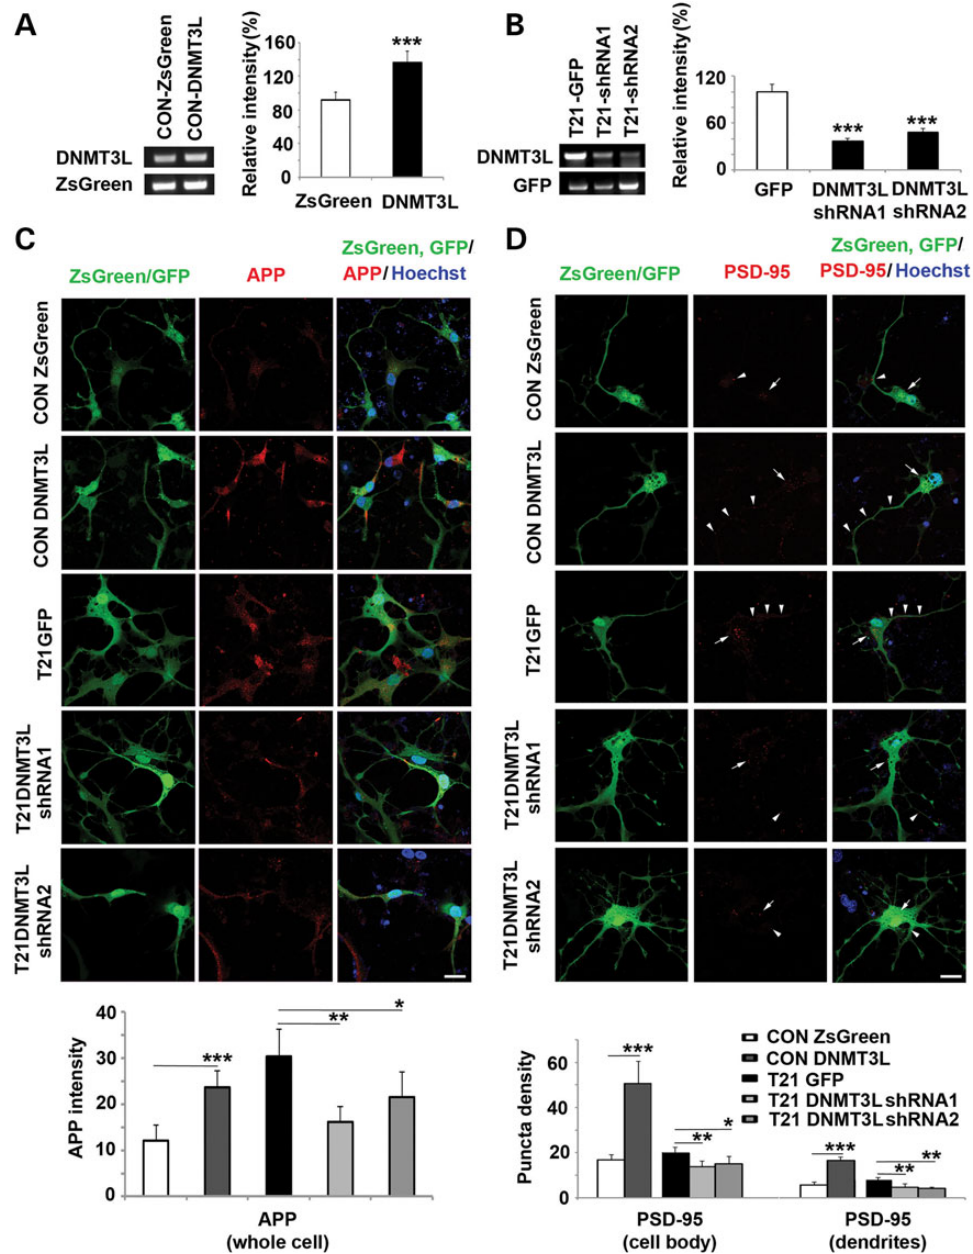 A
CON-ZsGreen
CON-DNMT3L
DNMT3L
ZsGreen
Relative intensity(%)
160
120
80
40
0
***
ZsGreen
DNMT3L
B
T21-GFP
T21-shRNA1
T21-shRNA2
DNMT3L
GFP
Relative intensity(%)
120
60
0
***
***
GFP
DNMT3L
shRNA1
DNMT3L
shRNA2
C
ZsGreen/GFP
APP
ZsGreen, GFP/
APP/Hoechst
CON ZsGreen
CON DNMT3L
T21GFP
T21DNMT3L
shRNA1
T21DNMT3L
shRNA2
APP intensity
40
30
20
10
0
***
**
*
APP
(whole cell)
D
ZsGreen/GFP
PSD-95
ZsGreen, GFP/
PSD-95/Hoechst
CON ZsGreen
CON DNMT3L
T21GFP
T21DNMT3L
shRNA1
T21DNMT3L
shRNA2
Puncta density
60
40
20
0
***
**
*
***
**
**
CON ZsGreen
CON DNMT3L
T21 GFP
T21 DNMT3L shRNA1
T21 DNMT3L shRNA2
PSD-95
(cell body)
PSD-95
(dendrites)